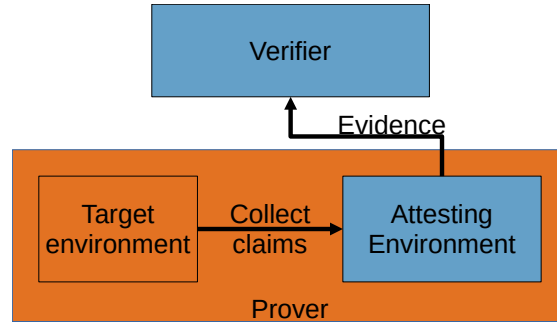 Verifier
Evidence
Target
environment
Collect
claims
Attesting
Environment
Prover